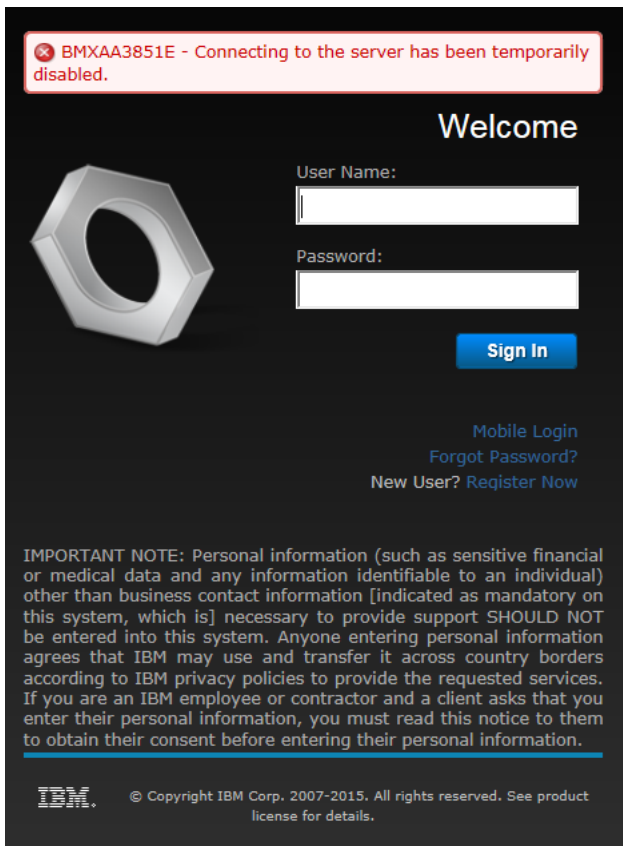 BMXAA3851E - Connecting to the server has been temporarily
disabled.
Welcome
User Name:
Password:
Sign In
Mobile Login
Forgot Password?
New User? Register Now
IMPORTANT NOTE: Personal information (such as sensitive financial
or medical data and any information identifiable to an individual)
other than business contact information [indicated as mandatory on
this system, which is] necessary to provide support SHOULD NOT
be entered into this system. Anyone entering personal information
agrees that IBM may use and transfer it across country borders
according to IBM privacy policies to provide the requested services.
If you are an IBM employee or contractor and a client asks that you
enter their personal information, you must read this notice to them
to obtain their consent before entering their personal information.
IBM.
© Copyright IBM Corp. 2007-2015. All rights reserved. See product
license for details.